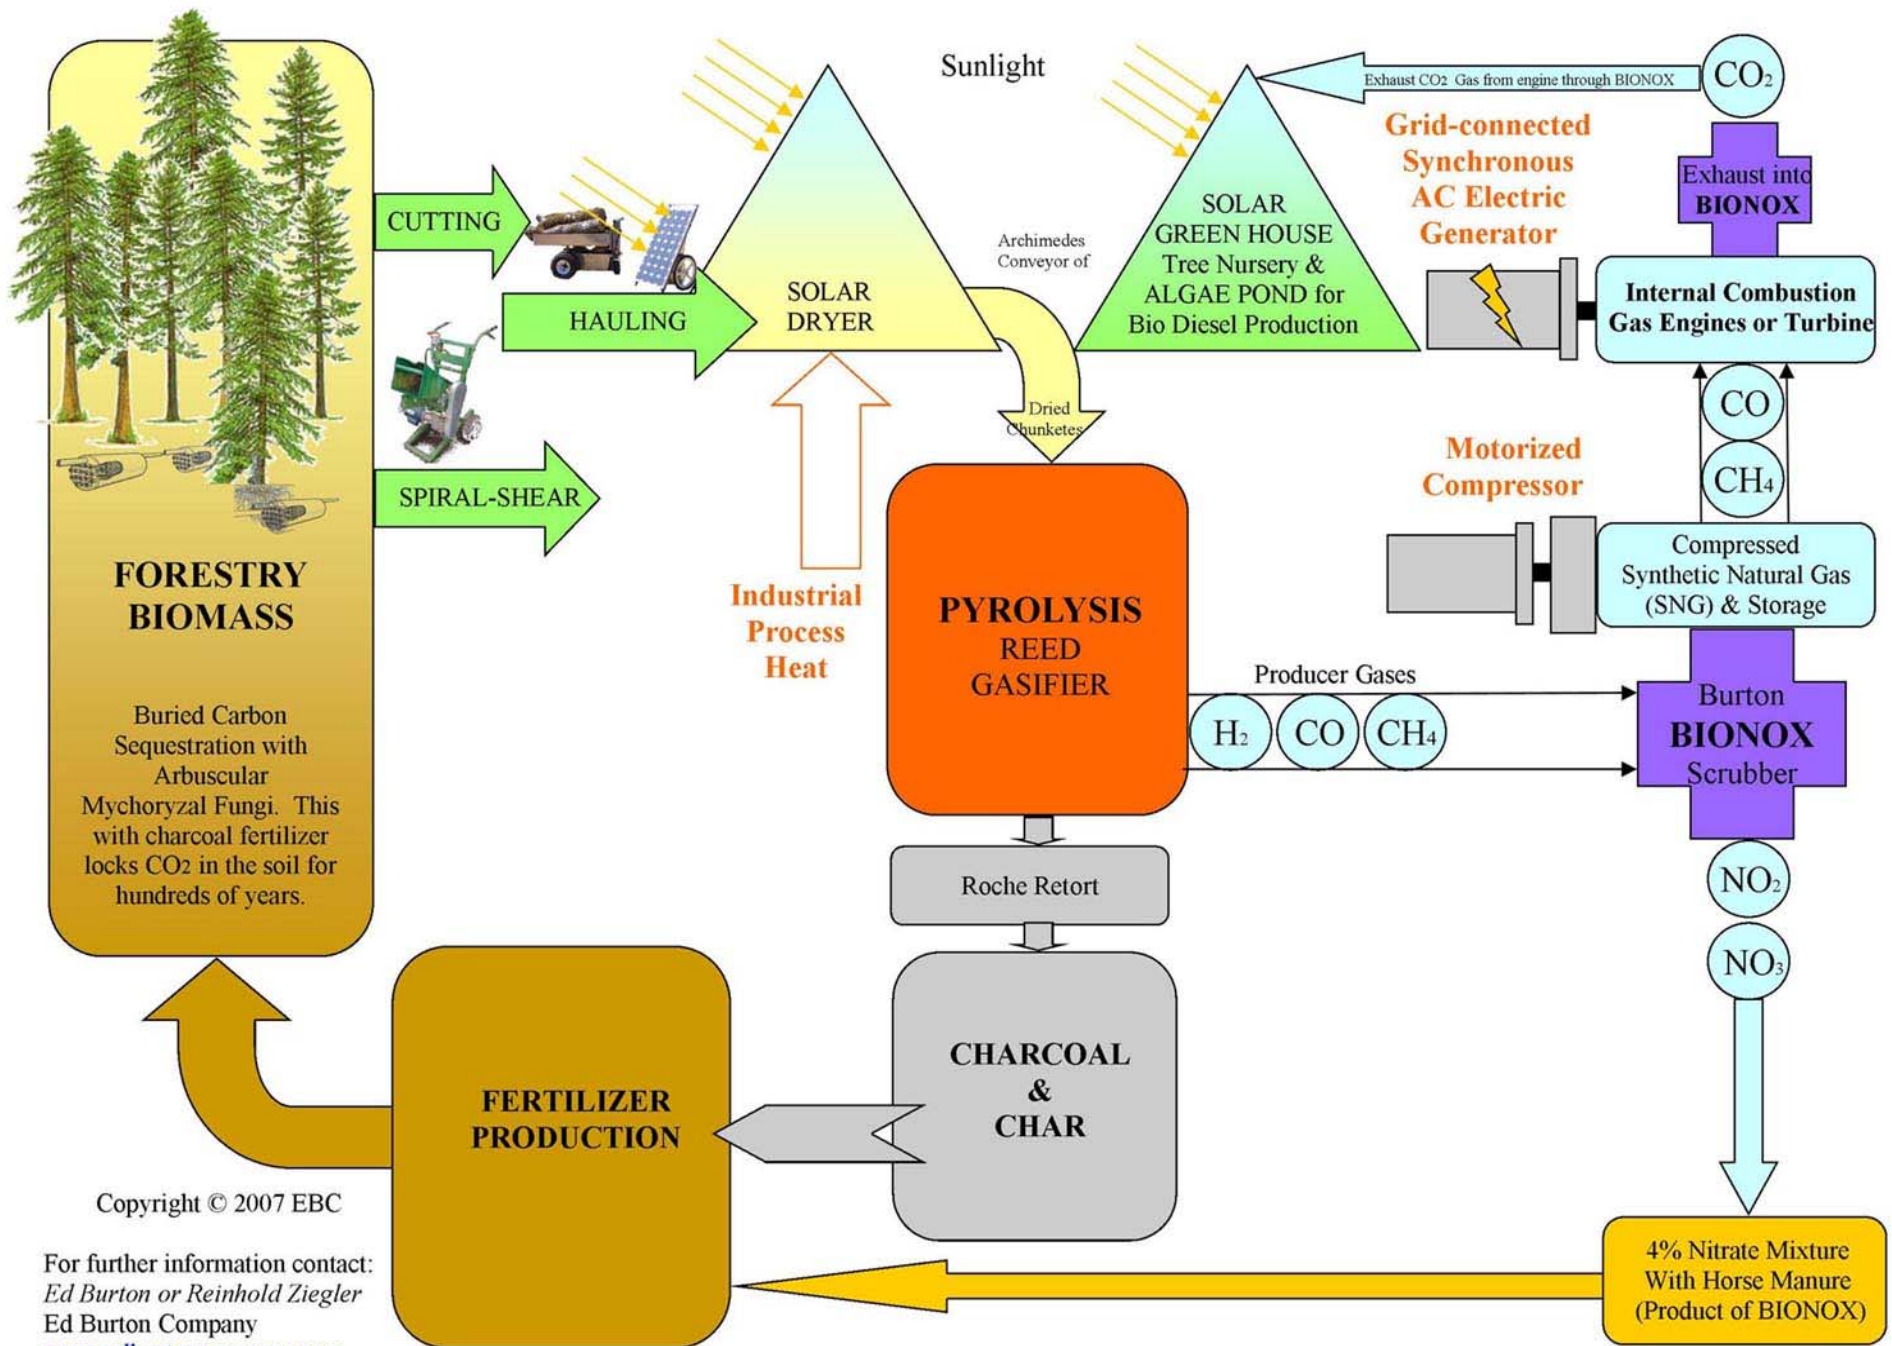 Sunlight
Exhaust CO2 Gas from engine through BIONOX
CO2
Grid-connected
Synchronous
AC Electric
Generator
Exhaust into
BIONOX
CUTTING
HAULING
SPIRAL-SHEAR
SOLAR
DRYER
Archimedes
Conveyor of
SOLAR
GREEN HOUSE
Tree Nursery &
ALGAE POND for
Bio Diesel Production
Internal Combustion
Gas Engines or Turbine
Dried
Chunketes
CO
CH4
Motorized
Compressor
Compressed
Synthetic Natural Gas
(SNG) & Storage
FORESTRY
BIOMASS
Buried Carbon
Sequestration with
Arbuscular
Mychoryzal Fungi. This
with charcoal fertilizer
locks CO2 in the soil for
hundreds of years.
Industrial
Process
Heat
PYROLYSIS
REED
GASIFIER
Producer Gases
H2 CO CH4
Burton
BIONOX
Scrubber
Roche Retort
NO2
NO3
CHARCOAL
&
CHAR
FERTILIZER
PRODUCTION
4% Nitrate Mixture
With Horse Manure
(Product of BIONOX)
Copyright © 2007 EBC
For further information contact:
Ed Burton or Reinhold Ziegler
Ed Burton Company